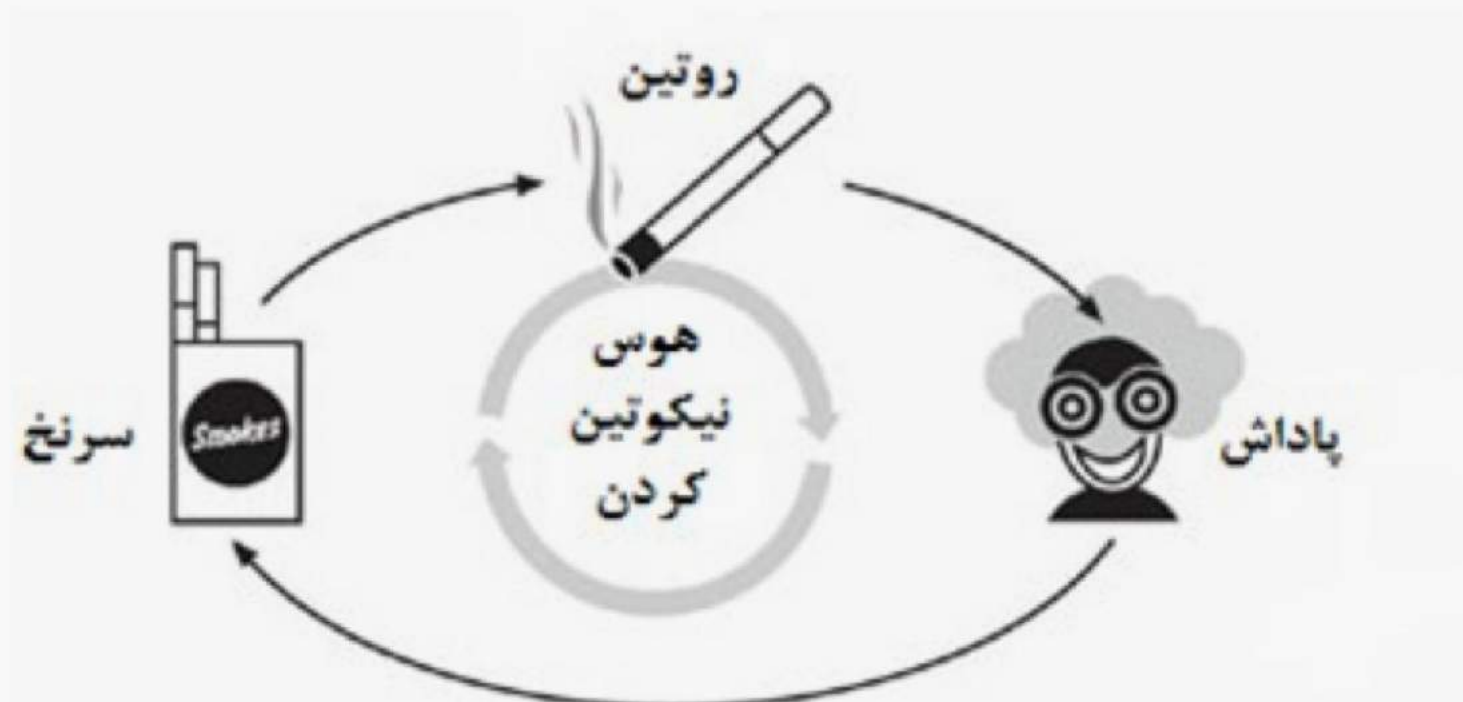 روتین
هوس
نیکوتین
کردن
Smokes
سرنخ
پاداش